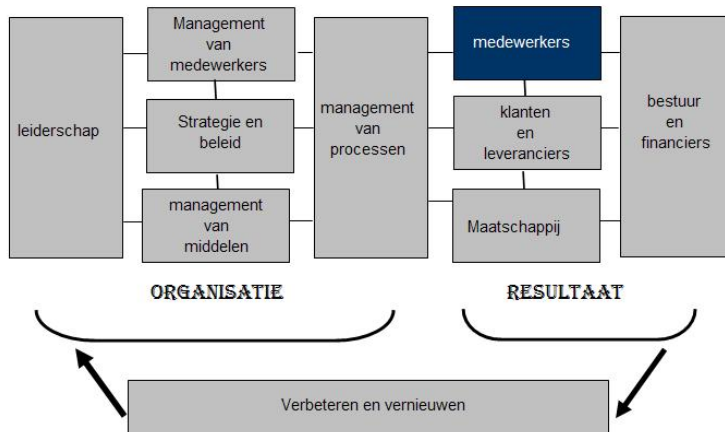 leiderschap
Management
van
medewerkers
Strategie en
beleid
management
van
middelen
management
van
processen
medewerkers
klanten
en
leveranciers
Maatschappij
bestuur
en
financiers
ORGANISATIE
RESULTAAT
Verbeteren en vernieuwen